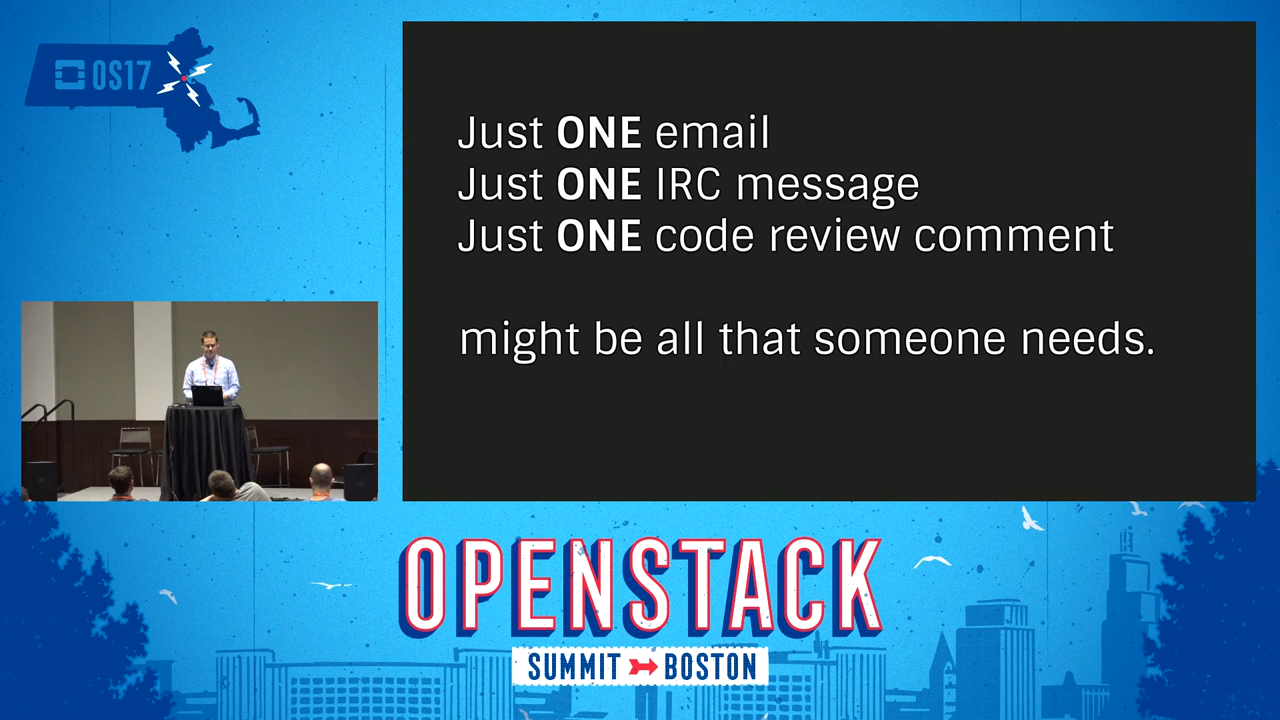 OS17
Just ONE email
Just ONE IRC message
Just ONE code review comment
might be all that someone needs.
OPENSTACK
SUMMIT BOSTON